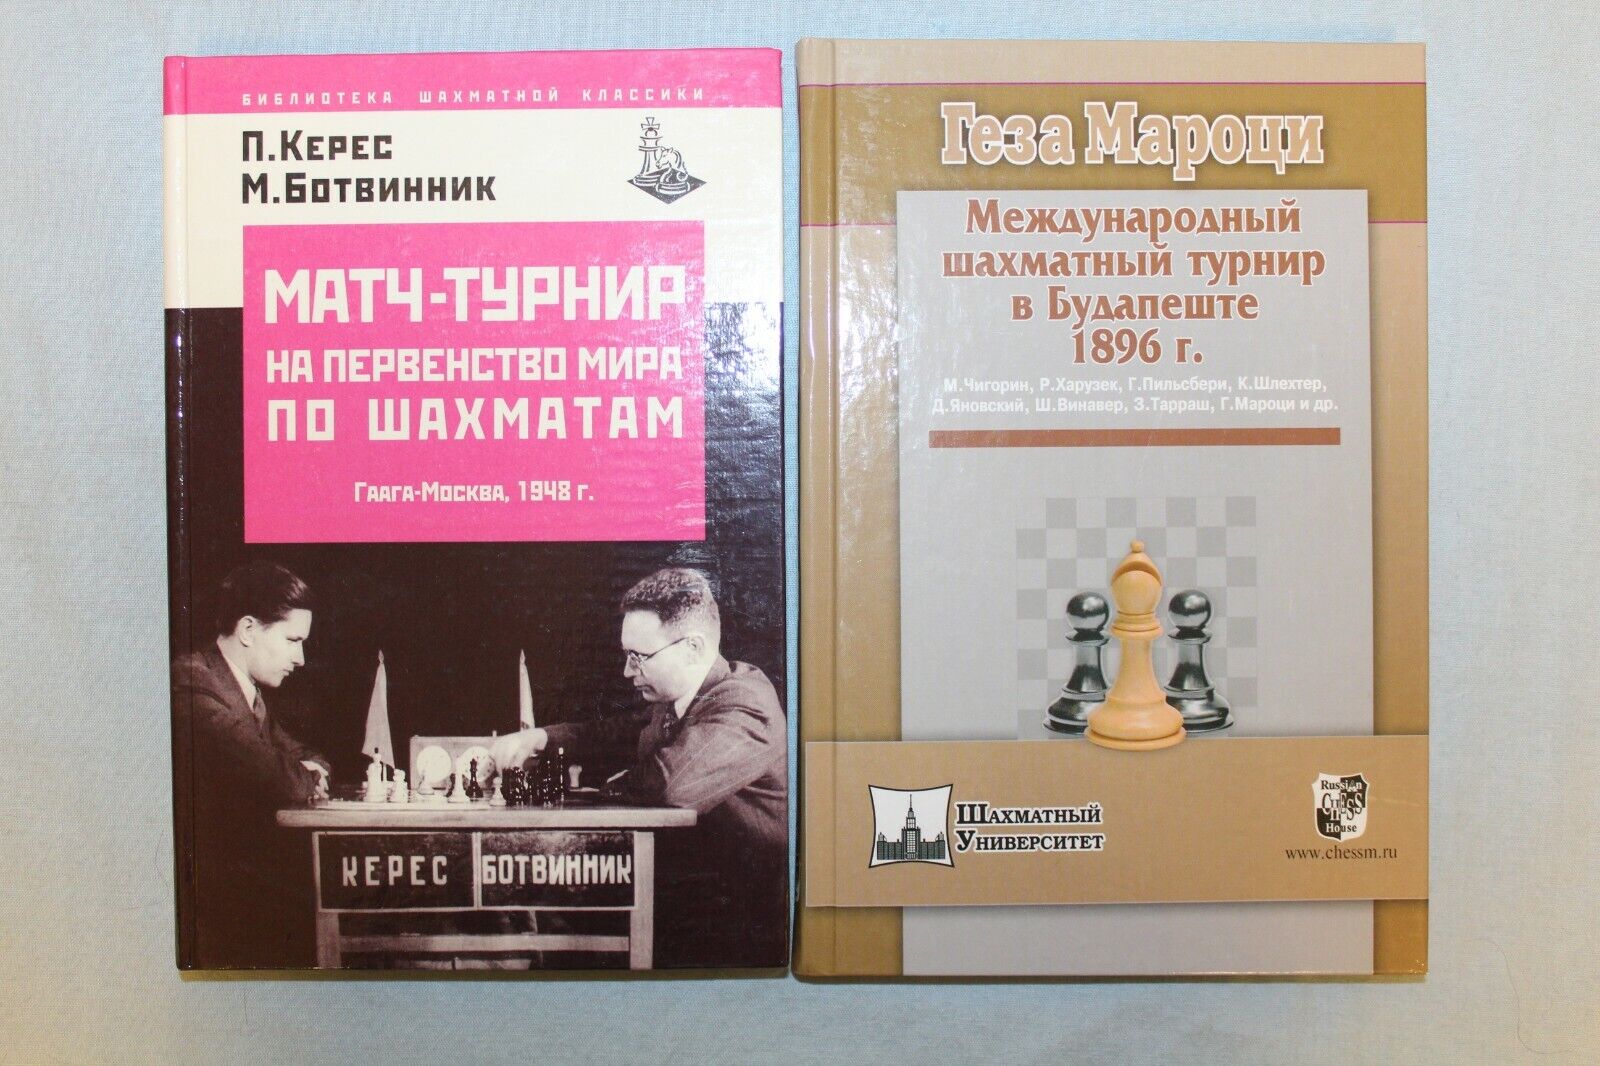 БИБЛИОТЕКА ШАХМАТНОЙ КЛАССИКИ
П.КЕРЕС
М.БОТВИННИК
МАТЧ-ТУРНИР
НА ПЕРВЕНСТВО МИРА
ПО ШАХМАТАМ
ГААГА-МОСКВА, 1948 Г.
КЕРЕС БОТВИННИК
Геза Мароци
Международный
шахматный турнир
в Будапеште
1896 г.
М.Чигорин, Р.Харузек, Г.Пильсбери, К.Шлехтер,
Д.Яновский, Ш.Винавер, З.Тарраш, Г.Мароци и др.
ШАХМАТНЫЙ
УНИВЕРСИТЕТ
Russian
CHESS
House
www.chessm.ru